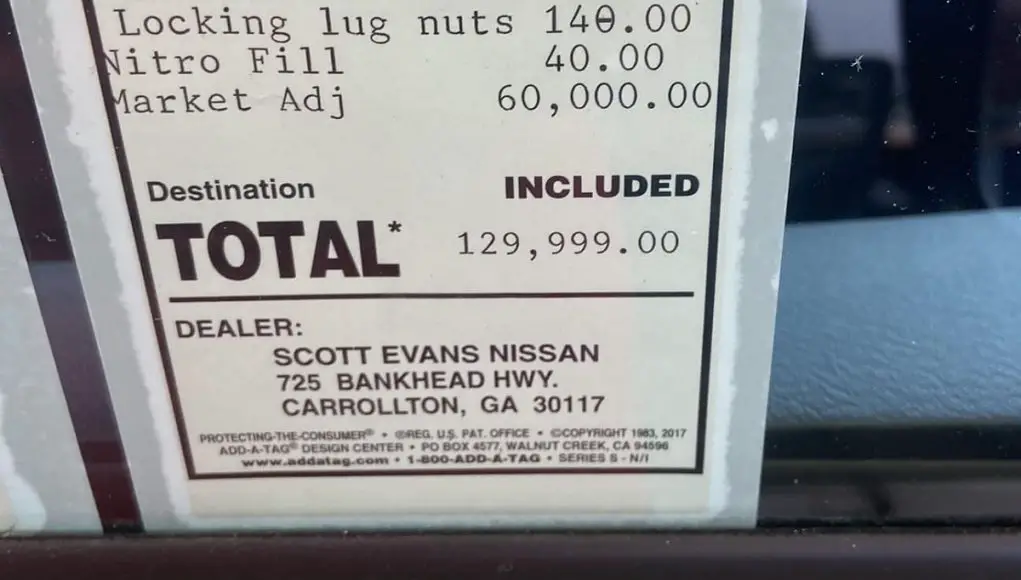 Locking lug nuts 140.00
Nitro Fill 40.00
Market Adj 60,000.00
Destination INCLUDED
TOTAL* 129,999.00
DEALER:
SCOTT EVANS NISSAN
725 BANKHEAD HWY.
CARROLLTON, GA 30117
PROTECTING-THE-CONSUMER® • ®REG. U.S. PAT. OFFICE • ©COPYRIGHT 1983, 2017
ADD-A-TAG® DESIGN CENTER • PO BOX 4577, WALNUT CREEK, CA 94596
www.addatag.com • 1-800-ADD-A-TAG • SERIES S - N/I